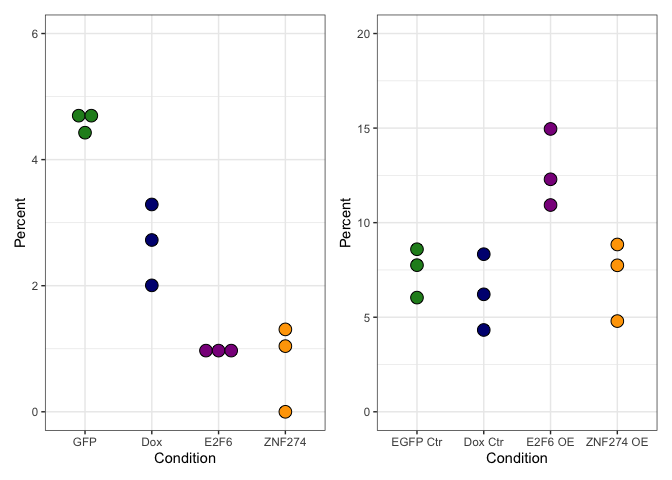 6
4
2
0
Percent
GFP Dox E2F6 ZNF274
Condition
20
15
10
5
0
Percent
EGFP Ctr Dox Ctr E2F6 OE ZNF274 OE
Condition